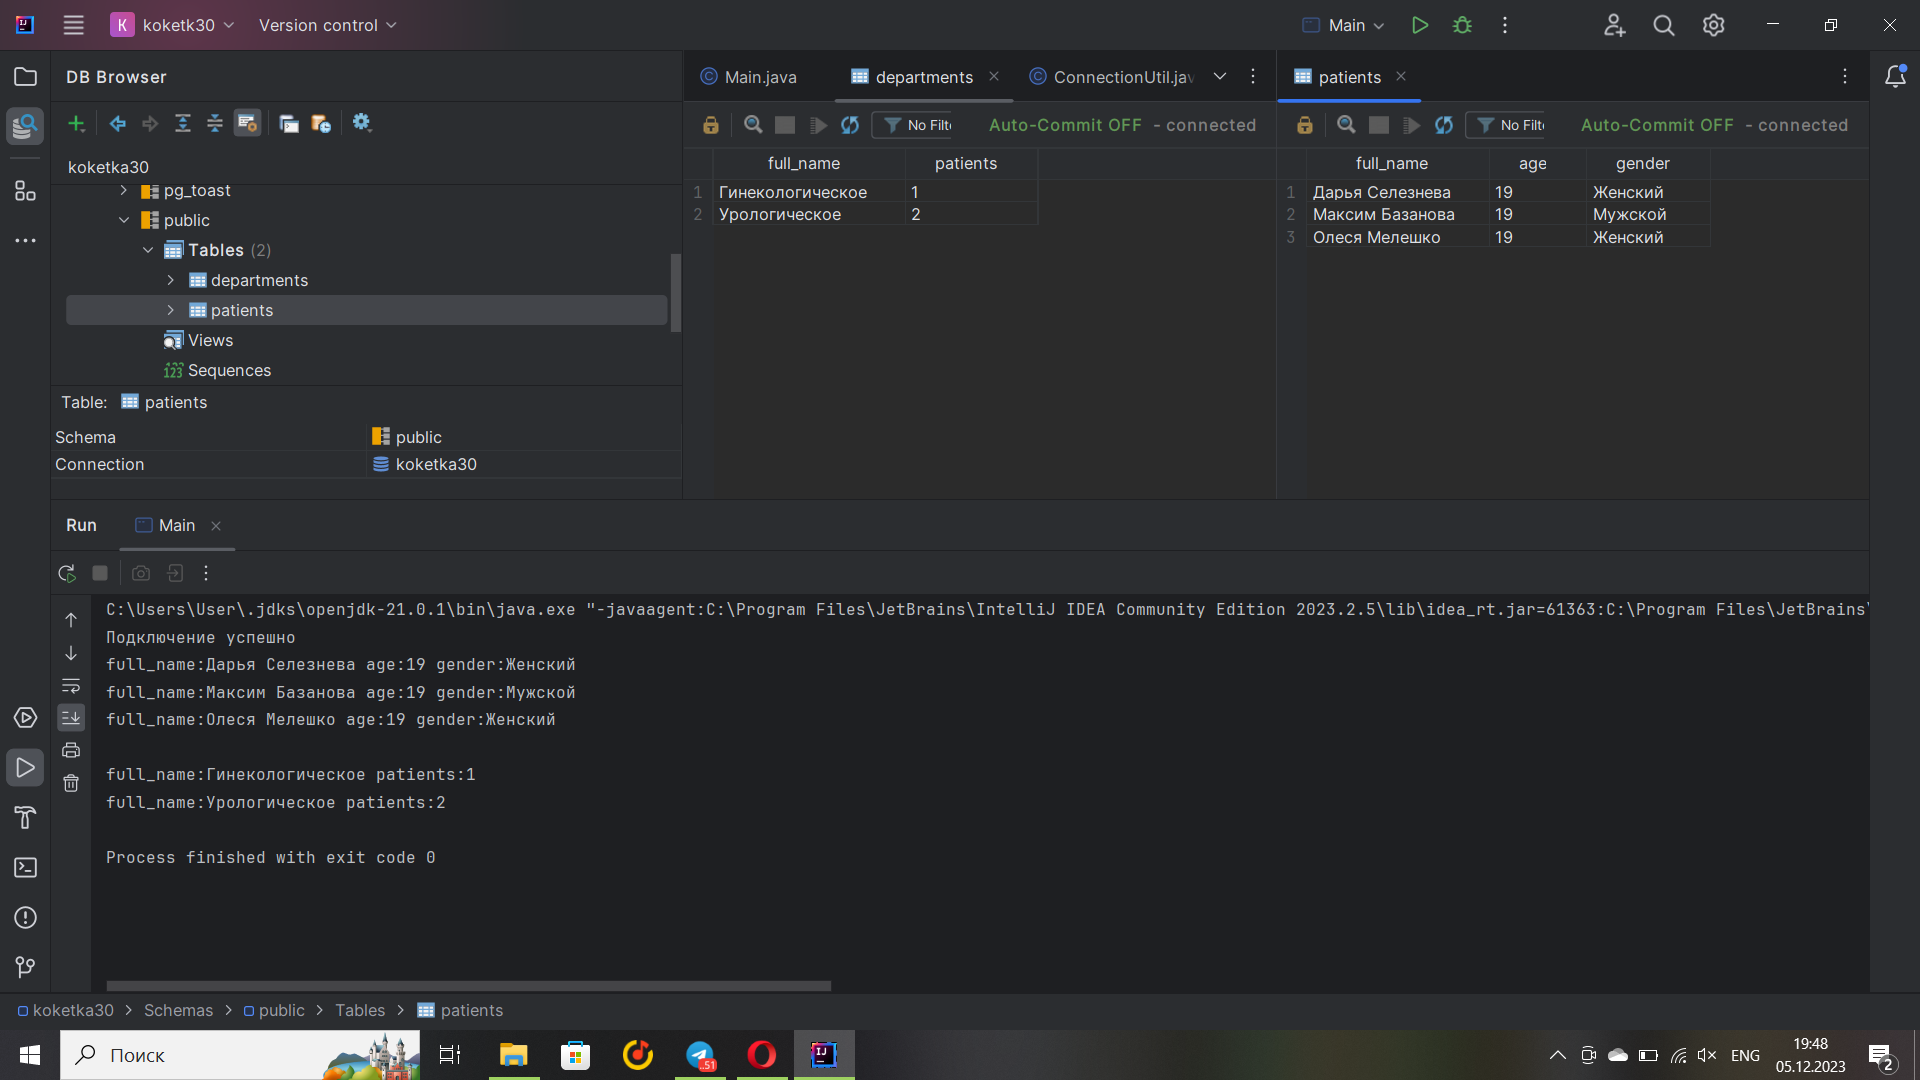 K koketk30 Version control Main
DB Browser
Main.java departments ConnectionUtil.jav patients
No Filt Auto-Commit OFF - connected No Filt Auto-Commit OFF - connected
koketka30
pg_toast
public
Tables (2)
departments
patients
Views
Sequences
full_name patients
1 Гинекологическое 1
2 Урологическое 2
full_name age gender
1 Дарья Селезнева 19 Женский
2 Максим Базанова 19 Мужской
3 Олеся Мелешко 19 Женский
Table: patients
Schema public
Connection koketka30
Run Main
C:\Users\User\.jdks\openjdk-21.0.1\bin\java.exe "-javaagent:C:\Program Files\JetBrains\IntelliJ IDEA Community Edition 2023.2.5\lib\idea_rt.jar=61363:C:\Program Files\JetBrains\
Подключение успешно
full_name:Дарья Селезнева age:19 gender:Женский
full_name:Максим Базанова age:19 gender:Мужской
full_name:Олеся Мелешко age:19 gender:Женский
full_name:Гинекологическое patients:1
full_name:Урологическое patients:2
Process finished with exit code 0
koketka30 > Schemas > public > Tables > patients
Поиск
..51
ENG
19:48
05.12.2023
2